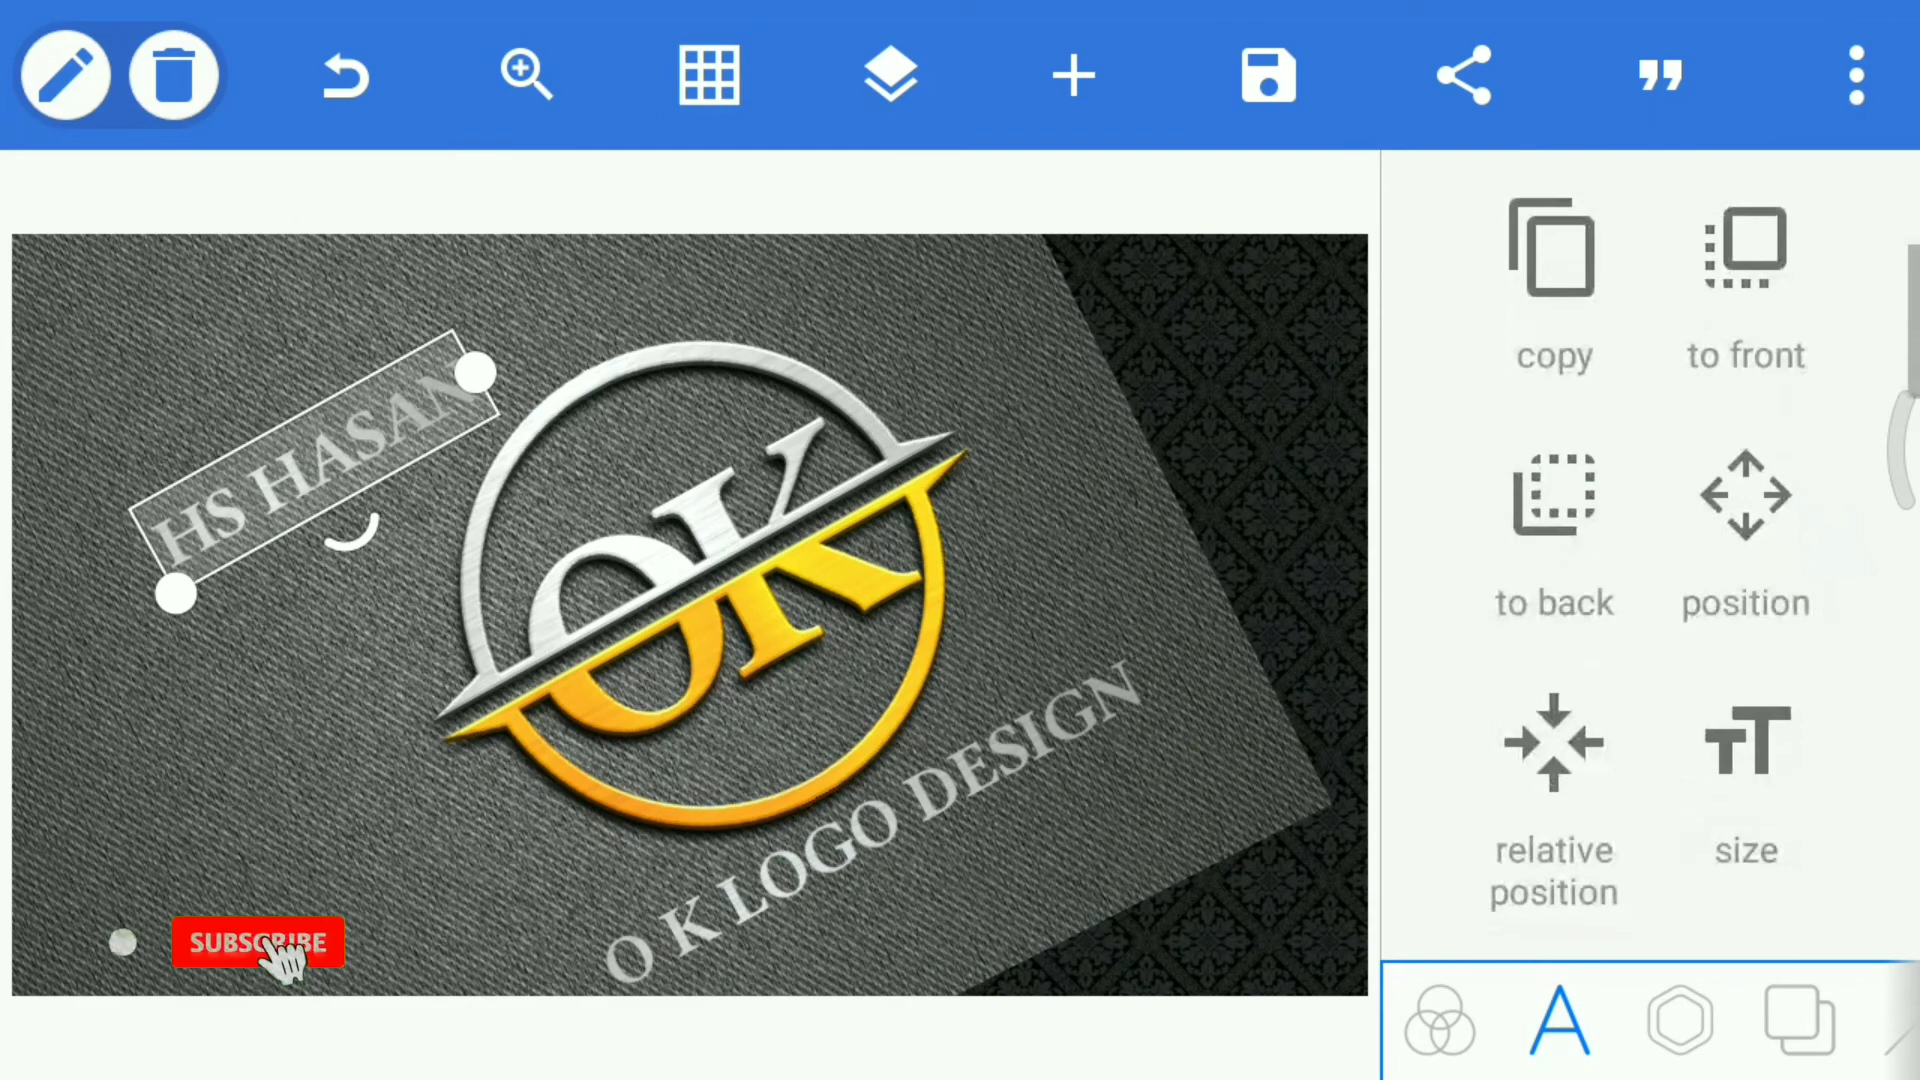 copy
to front
to back
position
relative
position
size
HS HASAN
OK
O K LOGO DESIGN
SUBSCRIBE